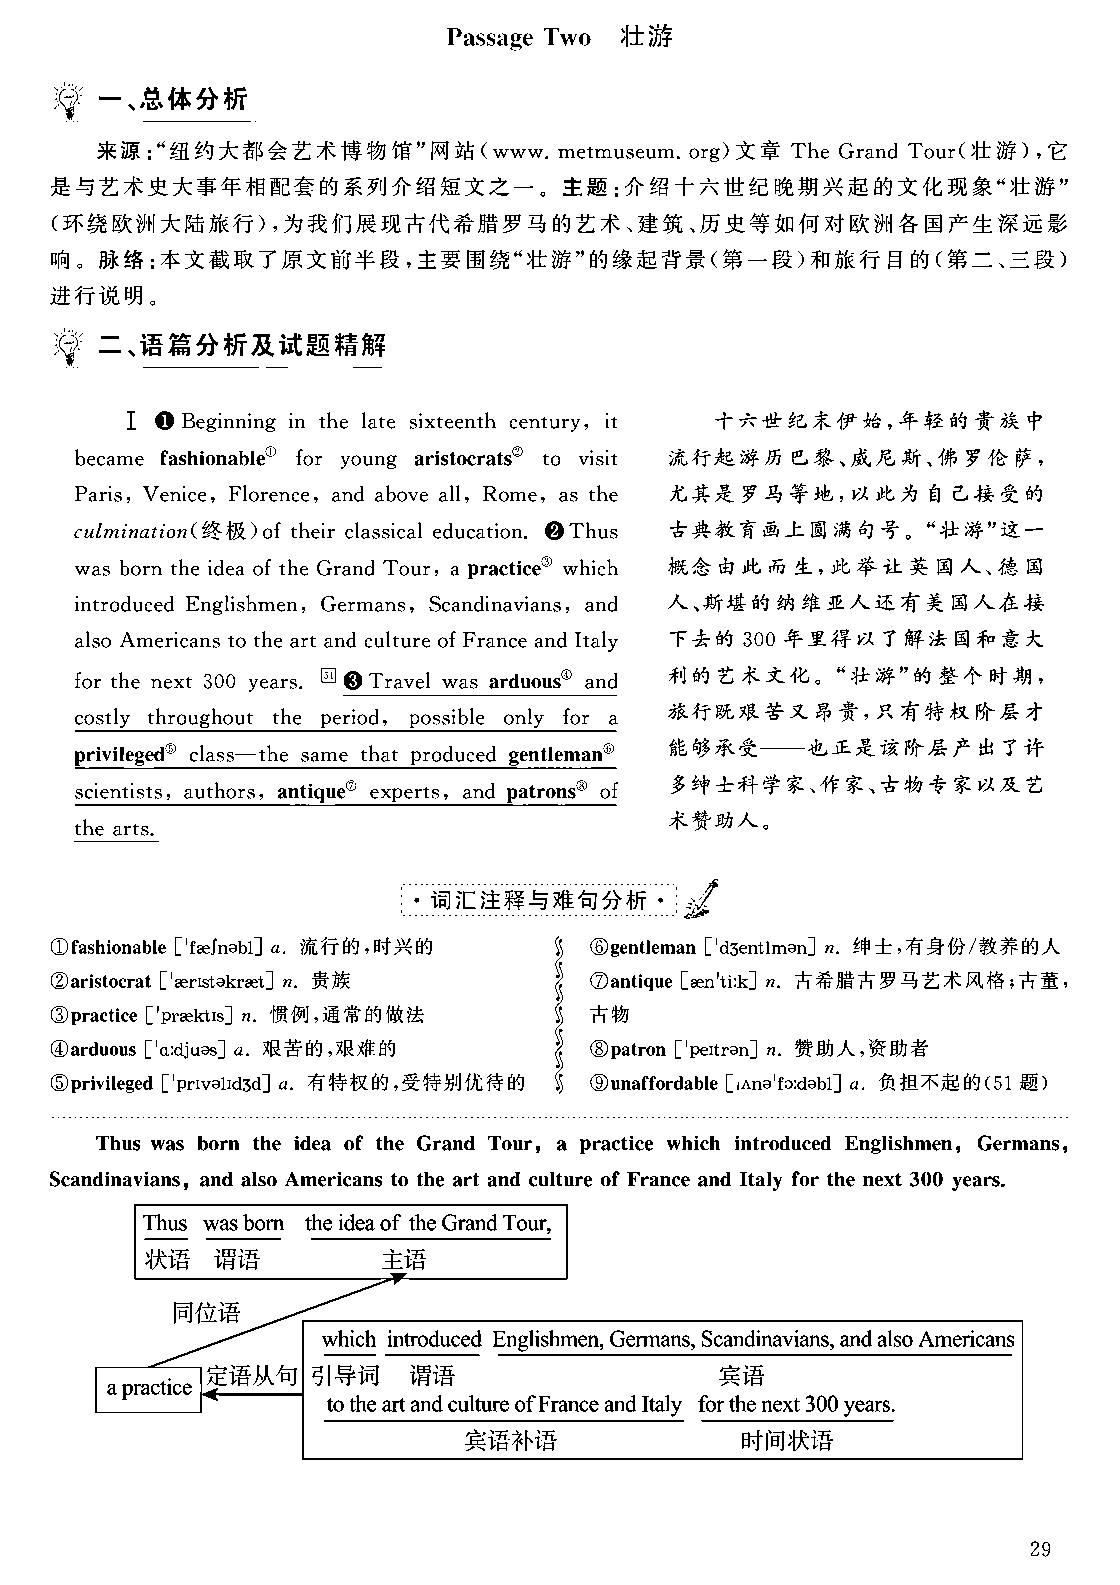 Passage Two 壮游
一、总体分析
来源:“纽约大都会艺术博物馆”网站(www. metmuseum. org)文章 The Grand Tour(壮游),它
是与艺术史大事年相配套的系列介绍短文之一。主题:介绍十六世纪晚期兴起的文化现象“壮游”
(环绕欧洲大陆旅行),为我们展现古代希腊罗马的艺术、建筑、历史等如何对欧洲各国产生深远影
响。脉络:本文截取了原文前半段,主要围绕“壮游”的缘起背景(第一段)和旅行目的(第二、三段)
进行说明。
二、语篇分析及试题精解
Ⅰ ❶Beginning in the late sixteenth century, it
became fashionable① for young aristocrats② to visit
Paris, Venice, Florence, and above all, Rome, as the
culmination(终极)of their classical education. ❷Thus
was born the idea of the Grand Tour, a practice③ which
introduced Englishmen, Germans, Scandinavians, and
also Americans to the art and culture of France and Italy
for the next 300 years. 51 ❸Travel was arduous④ and
costly throughout the period, possible only for a
privileged⑤ class—the same that produced gentleman⑥
scientists, authors, antique⑦ experts, and patrons⑧ of
the arts.
十六世纪末伊始,年轻的贵族中
流行起游历巴黎、威尼斯、佛罗伦萨,
尤其是罗马等地,以此为自己接受的
古典教育画上圆满句号。“壮游”这一
概念由此而生,此举让英国人、德国
人、斯堪的纳维亚人还有美国人在接
下去的 300 年里得以了解法国和意大
利的艺术文化。“壮游”的整个时期,
旅行既艰苦又昂贵,只有特权阶层才
能够承受——也正是该阶层产出了许
多绅士科学家、作家、古物专家以及艺
术赞助人。
·词汇注释与难句分析·
①fashionable [ˈfæʃnəbl] a. 流行的,时兴的
②aristocrat [ˈærɪstəkræt] n. 贵族
③practice [ˈpræktɪs] n. 惯例,通常的做法
④arduous [ˈɑːdjuəs] a. 艰苦的,艰难的
⑤privileged [ˈprɪvəlɪdʒd] a. 有特权的,受特别优待的
⑥gentleman [ˈdʒentlmən] n. 绅士,有身份/教养的人
⑦antique [ænˈtiːk] n. 古希腊古罗马艺术风格;古董,
古物
⑧patron [ˈpeɪtrən] n. 赞助人,资助者
⑨unaffordable [ˌʌnəˈfɔːdəbl] a. 负担不起的(51 题)
Thus was born the idea of the Grand Tour, a practice which introduced Englishmen, Germans,
Scandinavians, and also Americans to the art and culture of France and Italy for the next 300 years.
Thus was born the idea of the Grand Tour,
状语 谓语 主语
同位语
which introduced Englishmen, Germans, Scandinavians, and also Americans
a practice 定语从句 引导词 谓语 宾语
to the art and culture of France and Italy for the next 300 years.
宾语补语 时间状语
29